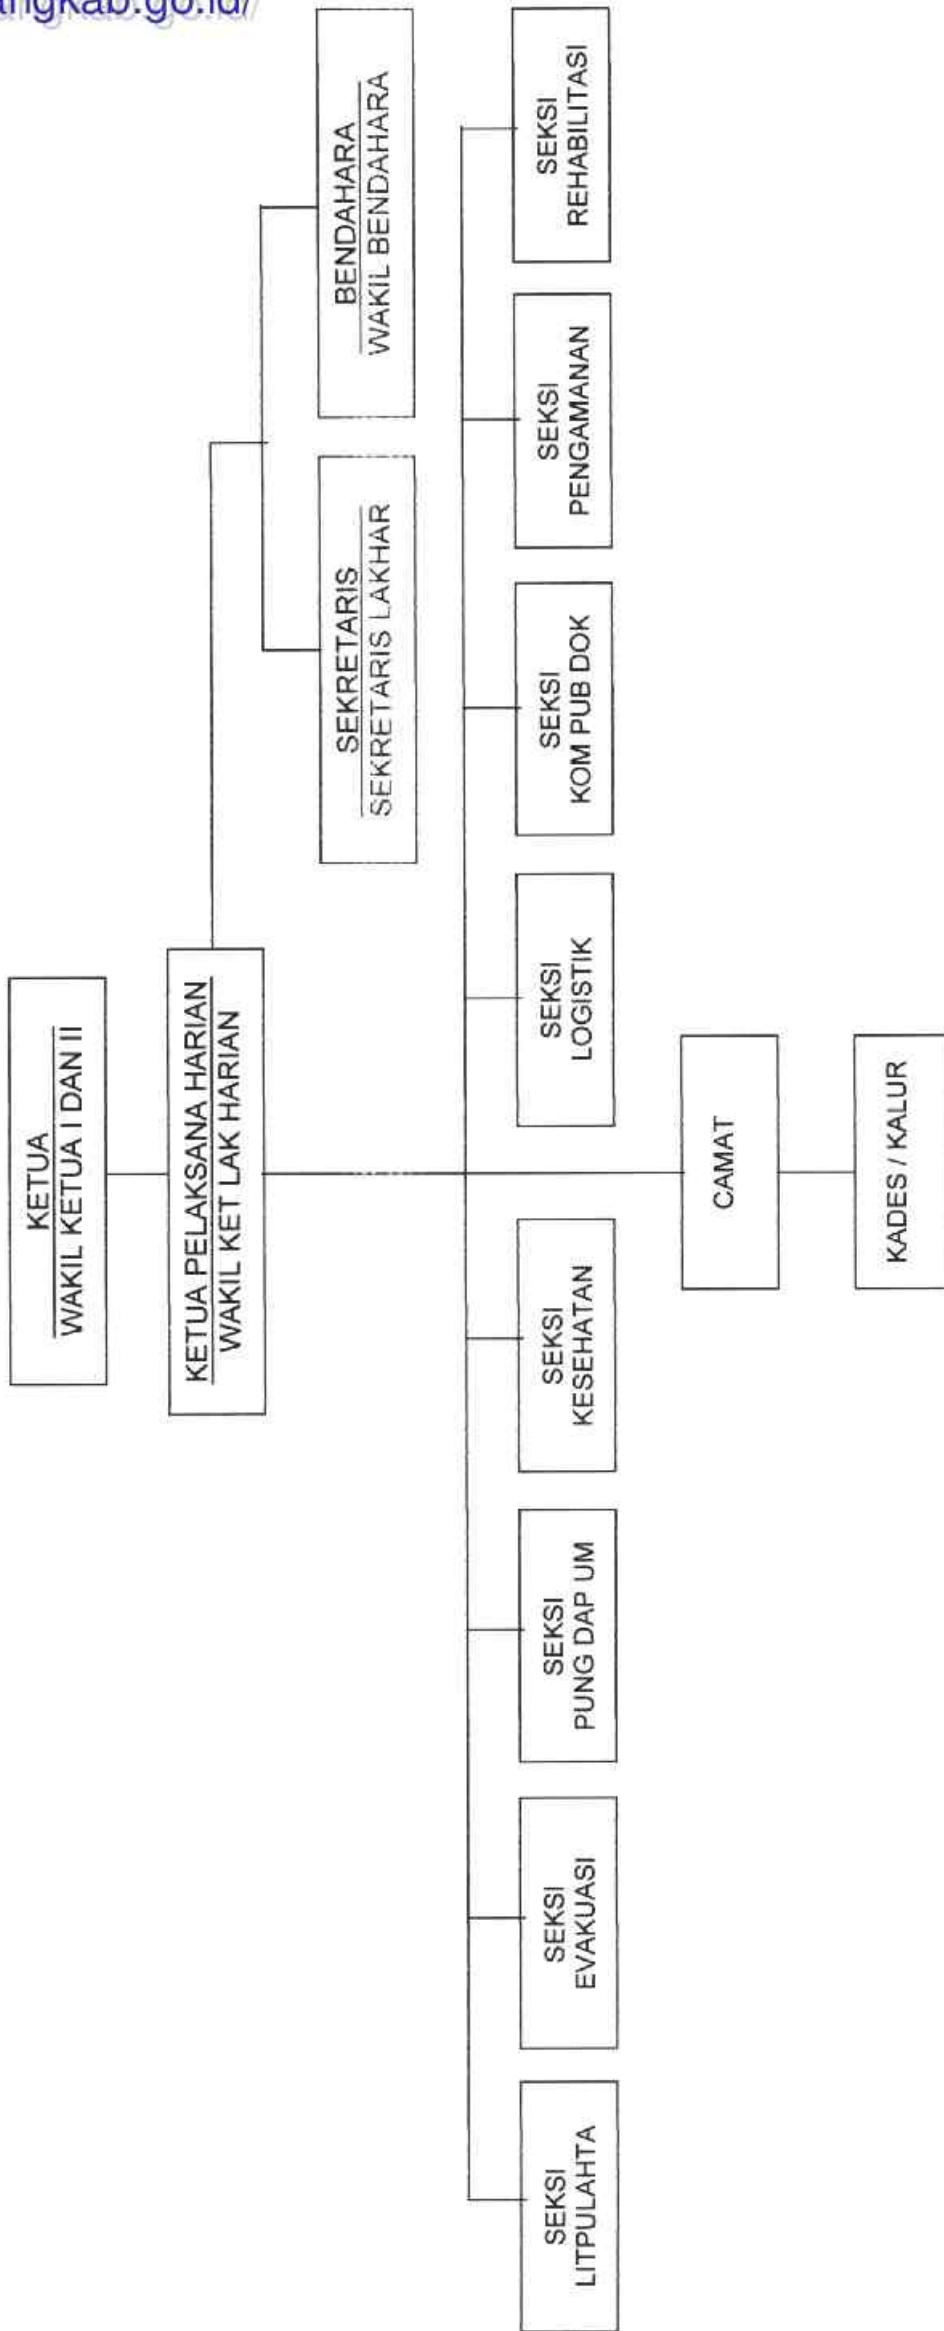 angkab.go.id/
KETUA
WAKIL KETUA I DAN II
KETUA PELAKSANA HARIAN
WAKIL KET LAK HARIAN
SEKRETARIS
SEKRETARIS LAKHAR
BENDAHARA
WAKIL BENDAHARA
SEKSI
LITPULAHTA
SEKSI
EVAKUASI
SEKSI
PUNG DAP UM
SEKSI
KESEHATAN
SEKSI
LOGISTIK
SEKSI
KOM PUB DOK
SEKSI
PENGAMANAN
SEKSI
REHABILITASI
CAMAT
KADES / KALUR